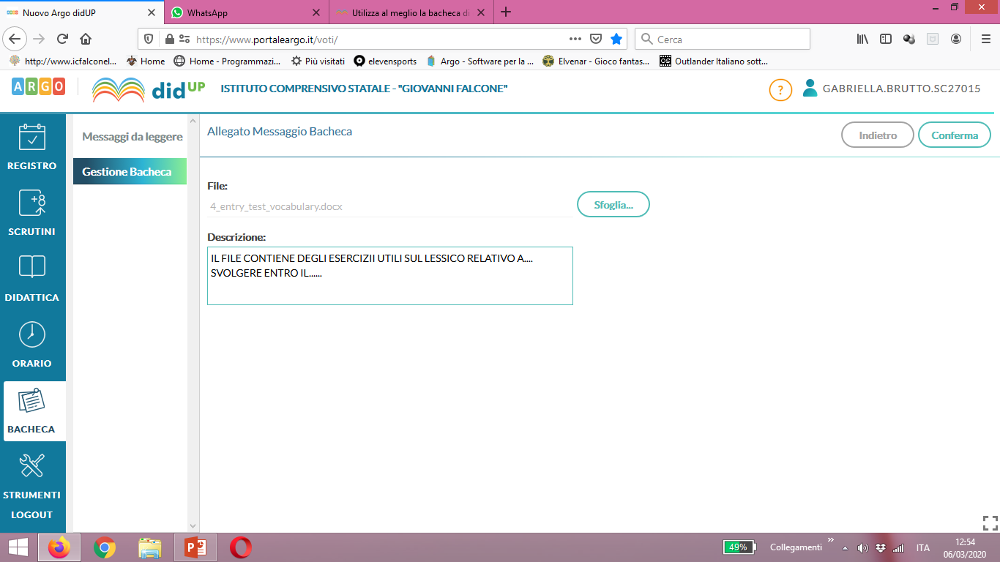 Nuovo Argo didUP
WhatsApp
Utilizza al meglio la bacheca di
https://www.portaleargo.it/voti/
Cerca
http://www.icfalconel...
Home
Home - Programmazi...
Più visitati
elevensports
Argo - Software per la ...
Elvenar - Gioco fantas...
OS
Outlander Italiano sott...
ARGO
didUP
ISTITUTO COMPRENSIVO STATALE - "GIOVANNI FALCONE"
?
GABRIELLA.BRUTTO.SC27015
REGISTRO
+8
SCRUTINI
DIDATTICA
ORARIO
BACHECA
STRUMENTI
LOGOUT
Messaggi da leggere
Gestione Bacheca
Allegato Messaggio Bacheca
Indietro
Conferma
File:
4_entry_test_vocabulary.docx
Sfoglia...
Descrizione:
IL FILE CONTIENE DEGLI ESERCIZII UTILI SUL LESSICO RELATIVO A....
SVOLGERE ENTRO IL......
49%
Collegamenti
ITA
12:54
06/03/2020